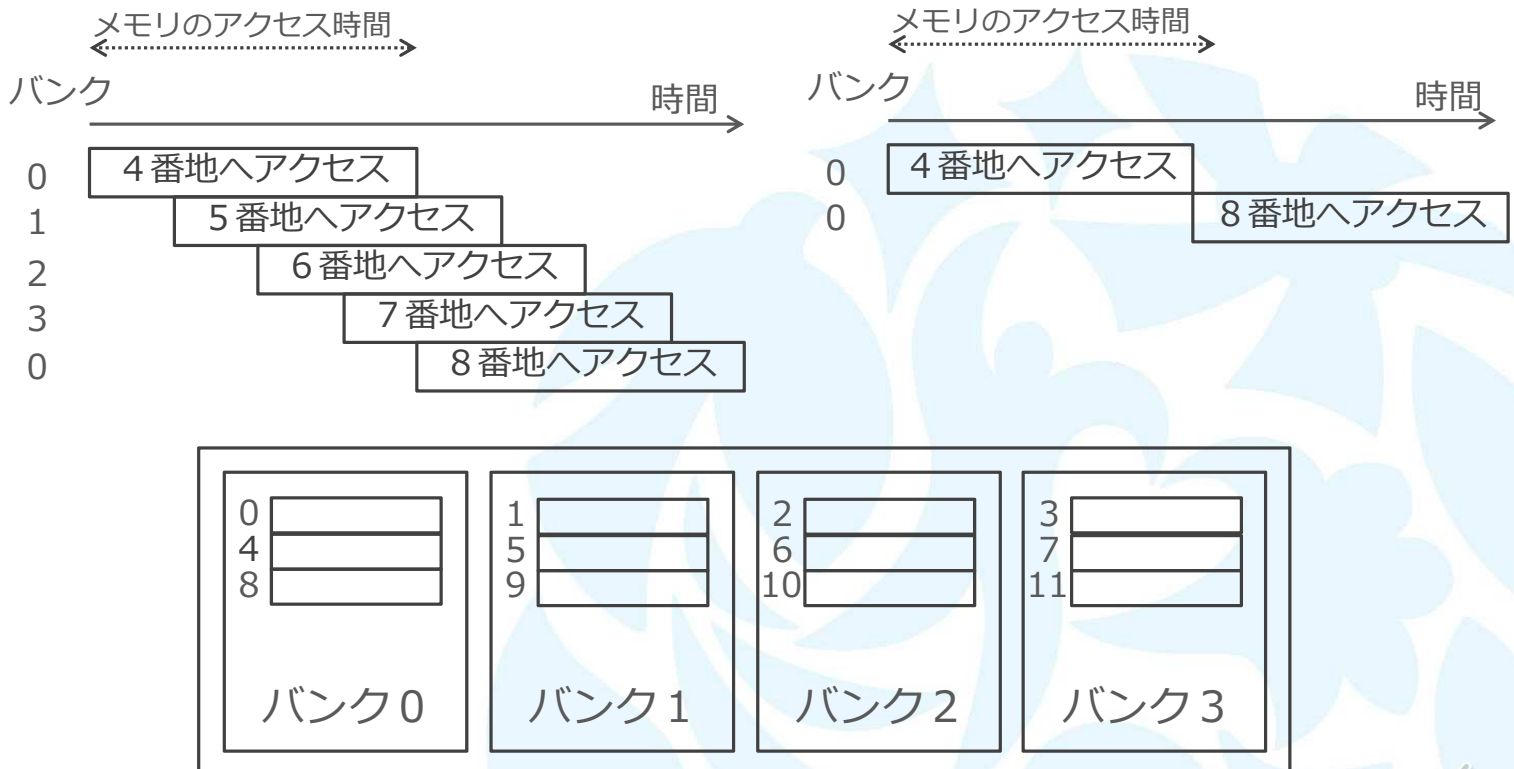 メモリのアクセス時間
バンク
時間
0 4番地へアクセス
1 5番地へアクセス
2 6番地へアクセス
3 7番地へアクセス
0 8番地へアクセス
メモリのアクセス時間
バンク
時間
0 4番地へアクセス
0 8番地へアクセス
0
4
8
バンク0
1
5
9
バンク1
2
6
10
バンク2
3
7
11
バンク3